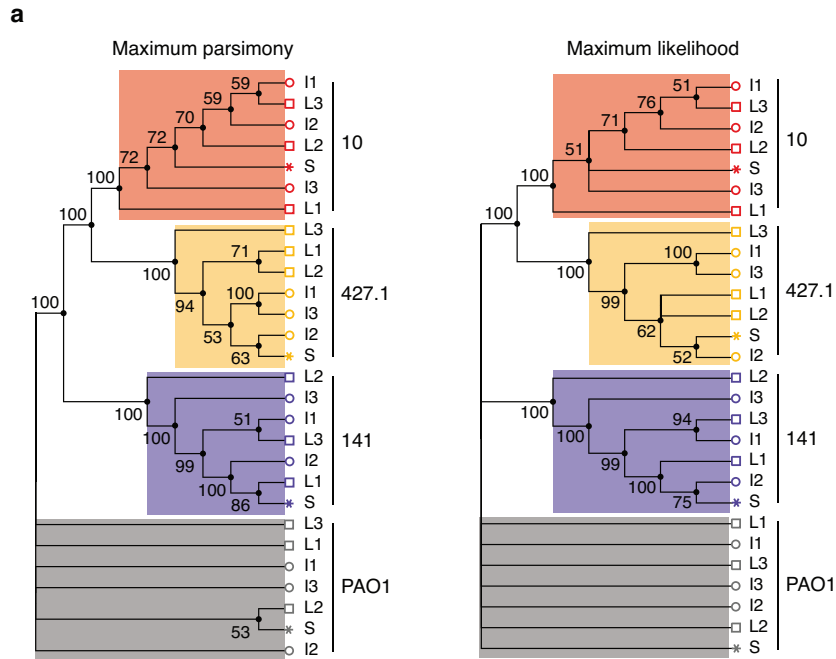 a
Maximum parsimony
Maximum likelihood
59 I1
L3
59
I2
70
L2
72
S
72
I3
100
L1
10
L3
100
71 L1
L2
94
100 I1
I3
53
I2
63 S
427.1
100
L2
100
I3
100
51 I1
L3
99
I2
100
L1
86 S
141
L3
L1
I1
I3
L2
53 S
I2
PAO1
51 I1
L3
76
I2
71
L2
51
S
I3
100
L1
10
100
L3
100
100 I1
I3
99
L1
L2
62
S
52 I2
427.1
L2
100
I3
100
94 L3
I1
99
L1
100
I2
75 S
141
L1
I1
L3
I3
I2
L2
S
PAO1